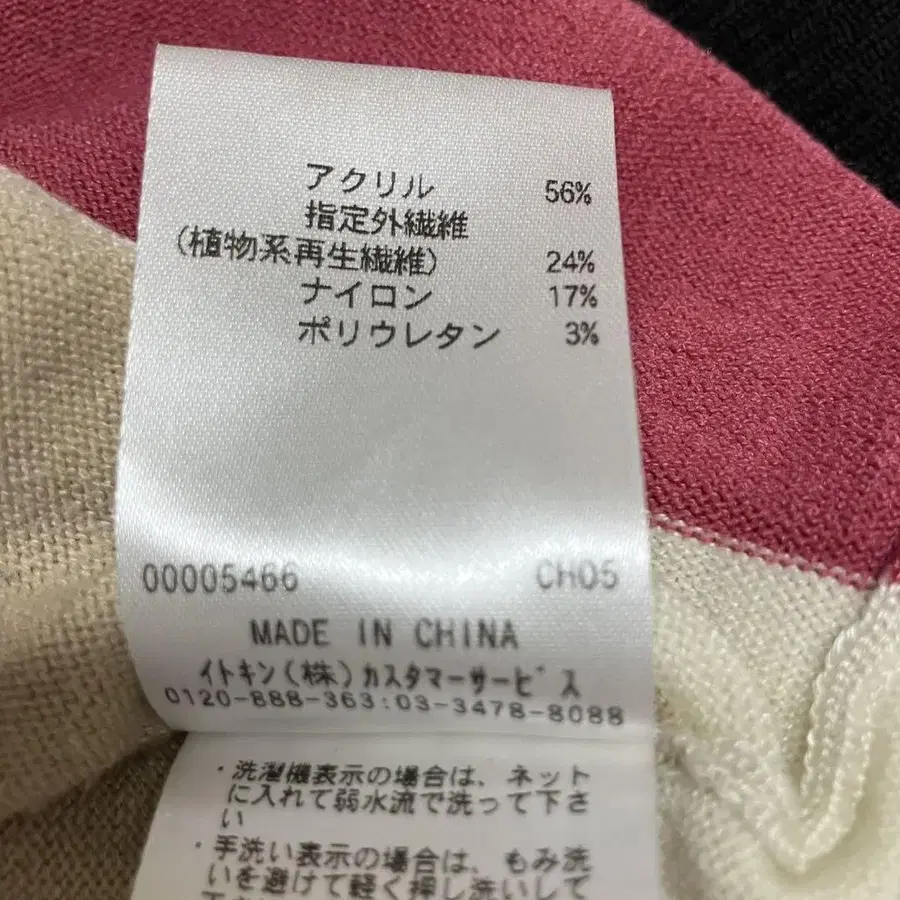 アクリル 56%
指定外繊維
(植物系再生繊維) 24%
ナイロン 17%
ポリウレタン 3%
00005466 CH05
MADE IN CHINA
イトキン(株)カスタマーサービス
0120-888-363:03-3478-8088
・洗濯機表示の場合は、ネット
に入れて弱水流で洗って下さ
い
・手洗い表示の場合は、もみ洗
いを避けて軽く押し洗いして